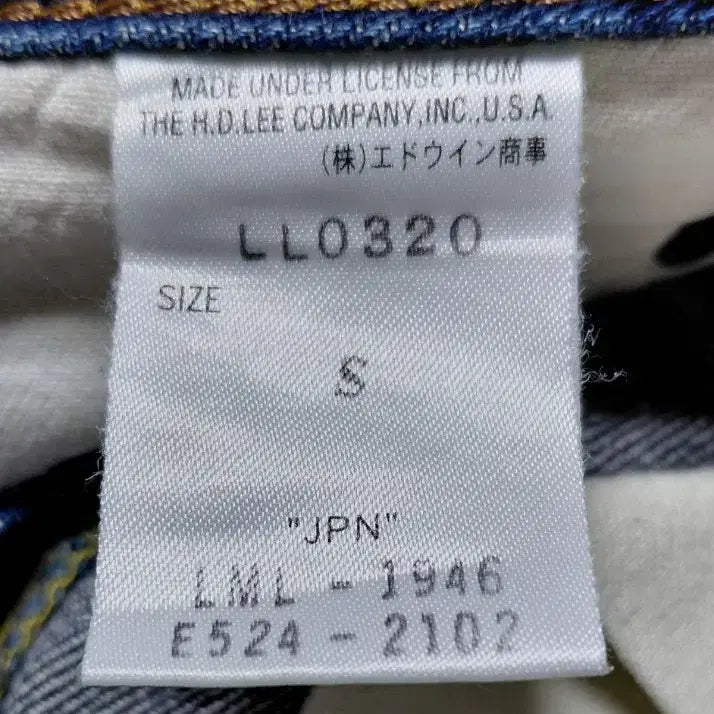 MADE UNDER LICENSE FROM
THE H.D.LEE COMPANY,INC.,U.S.A.
(株)エドウイン商事
LL0320
SIZE
S
"JPN"
LML - 1946
E524 - 2102